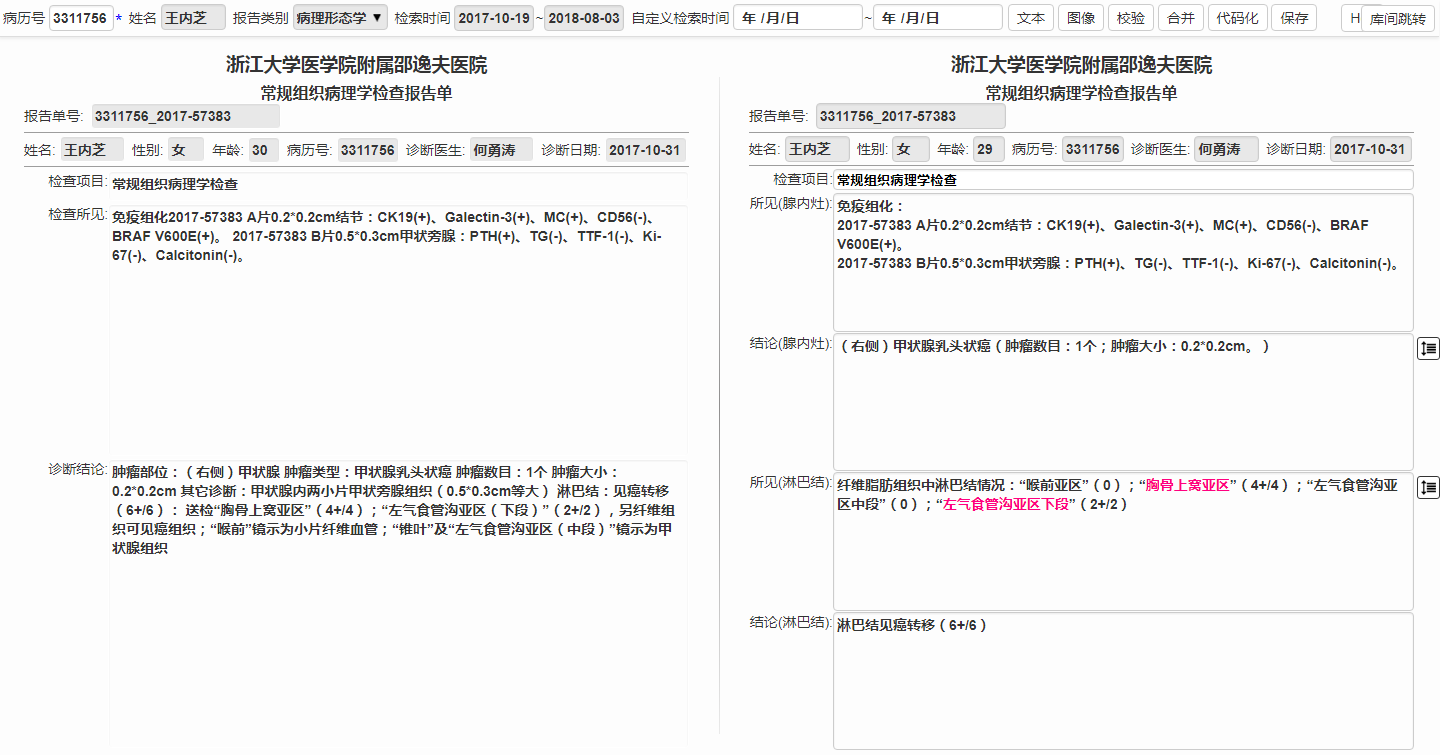 病历号 3311756 * 姓名 王内芝 报告类别 病理形态学 ▼ 检索时间 2017-10-19 ~ 2018-08-03 自定义检索时间 年 /月/日 ~ 年 /月/日 文本 图像 校验 合并 代码化 保存 H 库间跳转
浙江大学医学院附属邵逸夫医院
常规组织病理学检查报告单
报告单号: 3311756_2017-57383
姓名: 王内芝 性别: 女 年龄: 30 病历号: 3311756 诊断医生: 何勇涛 诊断日期: 2017-10-31
检查项目: 常规组织病理学检查
检查所见: 免疫组化2017-57383 A片0.2*0.2cm结节：CK19(+)、Galectin-3(+)、MC(+)、CD56(-)、
BRAF V600E(+)。 2017-57383 B片0.5*0.3cm甲状旁腺：PTH(+)、TG(-)、TTF-1(-)、Ki-
67(-)、Calcitonin(-)。
诊断结论: 肿瘤部位：（右侧）甲状腺 肿瘤类型：甲状腺乳头状癌 肿瘤数目：1个 肿瘤大小：
0.2*0.2cm 其它诊断：甲状腺内两小片甲状旁腺组织（0.5*0.3cm等大） 淋巴结：见癌转移
（6+/6）： 送检“胸骨上窝亚区”（4+/4）；“左气食管沟亚区（下段）”（2+/2），另纤维组
织可见癌组织；“喉前”镜示为小片纤维血管；“锥叶”及“左气食管沟亚区（中段）”镜示为甲
状腺组织
浙江大学医学院附属邵逸夫医院
常规组织病理学检查报告单
报告单号: 3311756_2017-57383
姓名: 王内芝 性别: 女 年龄: 29 病历号: 3311756 诊断医生: 何勇涛 诊断日期: 2017-10-31
检查项目: 常规组织病理学检查
所见(腺内灶): 免疫组化：
2017-57383 A片0.2*0.2cm结节：CK19(+)、Galectin-3(+)、MC(+)、CD56(-)、BRAF
V600E(+)。
2017-57383 B片0.5*0.3cm甲状旁腺：PTH(+)、TG(-)、TTF-1(-)、Ki-67(-)、Calcitonin(-)。
结论(腺内灶): （右侧）甲状腺乳头状癌（肿瘤数目：1个；肿瘤大小：0.2*0.2cm。）
所见(淋巴结): 纤维脂肪组织中淋巴结情况：“喉前亚区”（0）；“胸骨上窝亚区”（4+/4）；“左气食管沟亚
区中段”（0）；“左气食管沟亚区下段”（2+/2）
结论(淋巴结): 淋巴结见癌转移（6+/6）